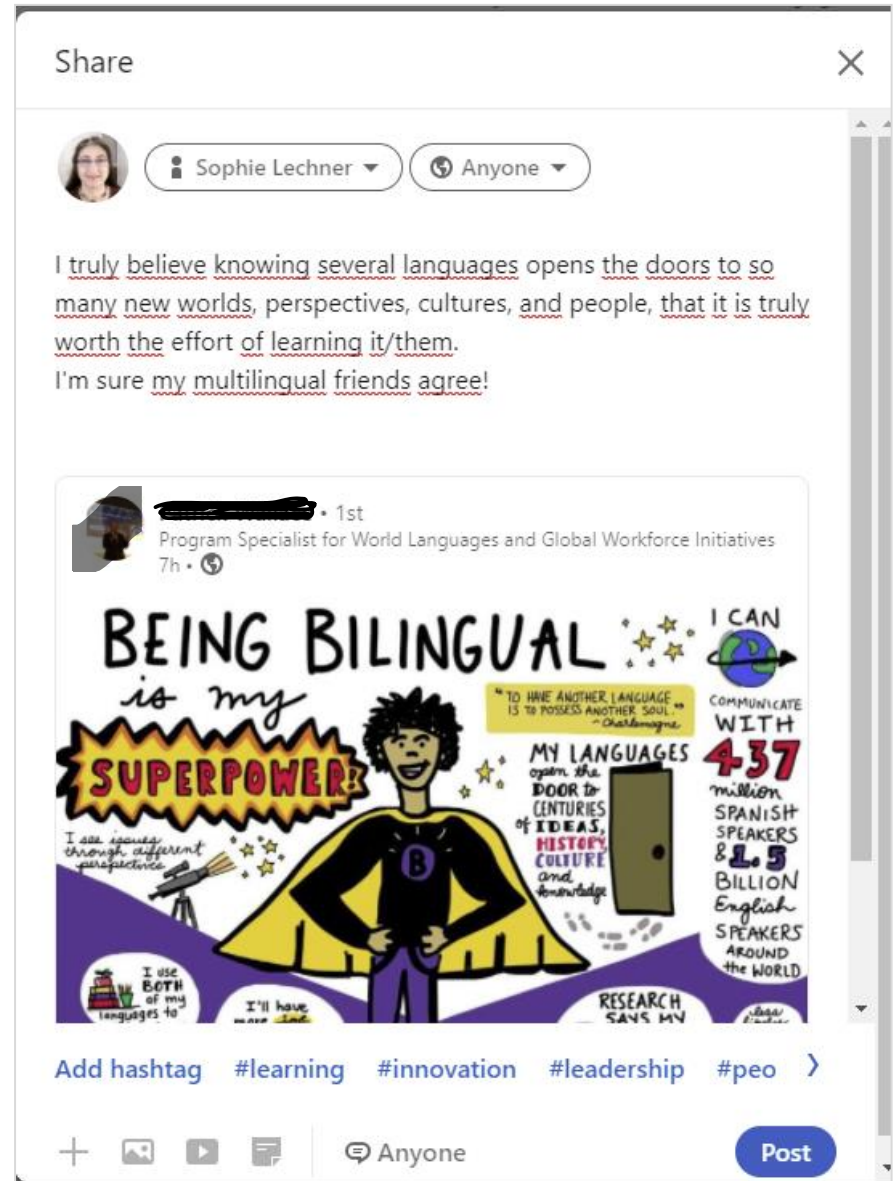 Share
Sophie Lechner
Anyone
I truly believe knowing several languages opens the doors to so
many new worlds, perspectives, cultures, and people, that it is truly
worth the effort of learning it/them.
I'm sure my multilingual friends agree!
• 1st
Program Specialist for World Languages and Global Workforce Initiatives
7h •
BEING BILINGUAL
is my
SUPERPOWER!
I see issues
through different
perspectives
"TO HAVE ANOTHER LANGUAGE
IS TO POSSESS ANOTHER SOUL."
~Charlemagne
MY LANGUAGES
open the
DOOR to
CENTURIES
of IDEAS,
HISTORY,
CULTURE
and
knowledge
I CAN
COMMUNICATE
WITH
437
million
SPANISH
SPEAKERS
& 1.5
BILLION
English
SPEAKERS
AROUND
the WORLD
B
I use
BOTH
of my
languages to
I'll have
more
RESEARCH
SAYS MY
Add hashtag #learning #innovation #leadership #peo
Anyone
Post